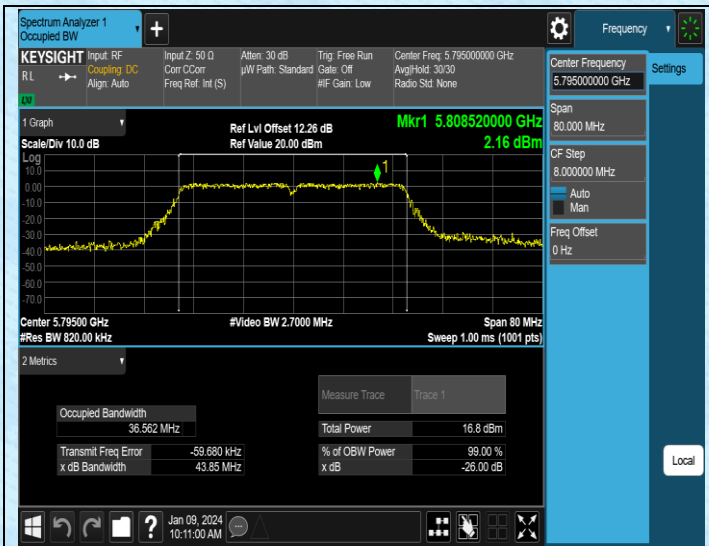 Spectrum Analyzer 1
Occupied BW
+
Frequency
KEYSIGHT
RL
LNI
Input: RF
Coupling: DC
Align: Auto
Input Z: 50 Ω
Corr CCorr
Freq Ref: Int (S)
Atten: 30 dB
µW Path: Standard
Trig: Free Run
Gate: Off
#IF Gain: Low
Center Freq: 5.795000000 GHz
Avg|Hold: 30/30
Radio Std: None
Center Frequency
5.795000000 GHz
Settings
Span
80.000 MHz
CF Step
8.000000 MHz
Auto
Man
Freq Offset
0 Hz
Local
1 Graph
Scale/Div 10.0 dB
Ref Lvl Offset 12.26 dB
Ref Value 20.00 dBm
Mkr1 5.808520000 GHz
2.16 dBm
Log
10.0
0.00
-10.0
-20.0
-30.0
-40.0
-50.0
-60.0
-70.0
1
Center 5.79500 GHz
#Res BW 820.00 kHz
#Video BW 2.7000 MHz
Span 80 MHz
Sweep 1.00 ms (1001 pts)
2 Metrics
Measure Trace Trace 1
Occupied Bandwidth
36.562 MHz
Total Power 16.8 dBm
Transmit Freq Error -59.680 kHz
% of OBW Power 99.00 %
x dB Bandwidth 43.85 MHz
x dB -26.00 dB
?
Jan 09, 2024
10:11:00 AM